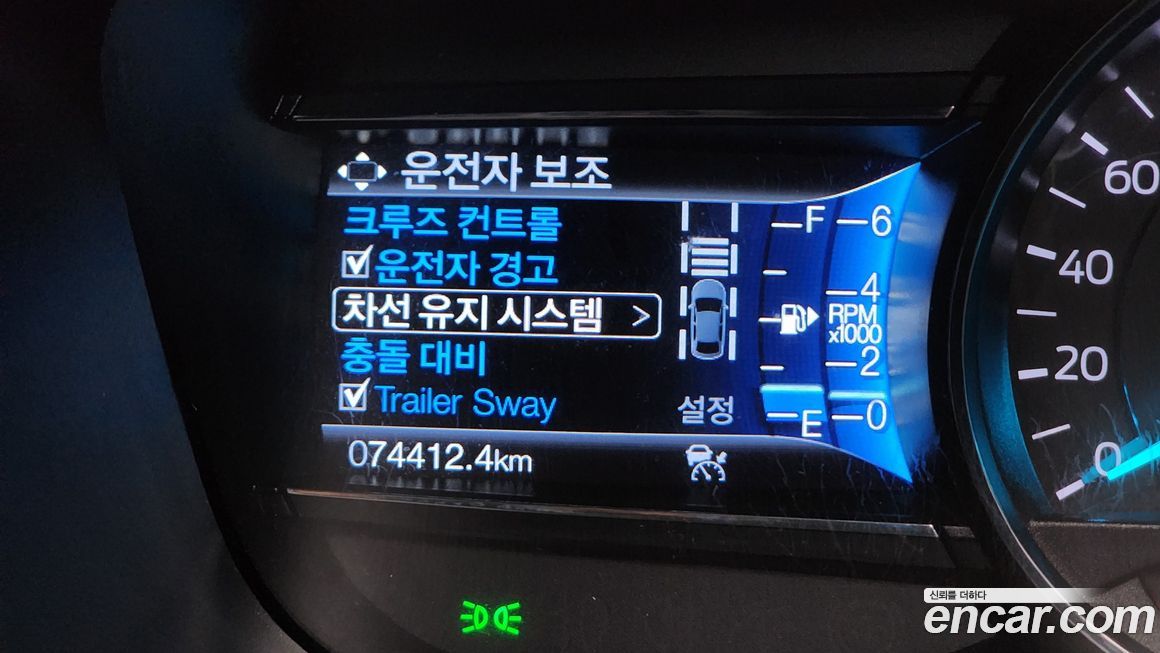 운전자 보조
크루즈 컨트롤
운전자 경고
차선 유지 시스템 >
충돌 대비
Trailer Sway
074412.4km
설정
F
E
6
4
RPM
x1000
2
0
60
40
20
0
신뢰를 더하다
encar.com